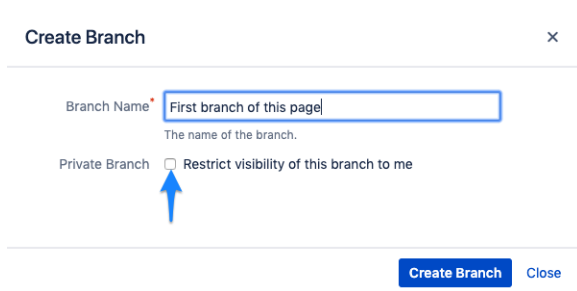 Create Branch
Branch Name*
First branch of this page
The name of the branch.
Private Branch
Restrict visibility of this branch to me
Create Branch
Close